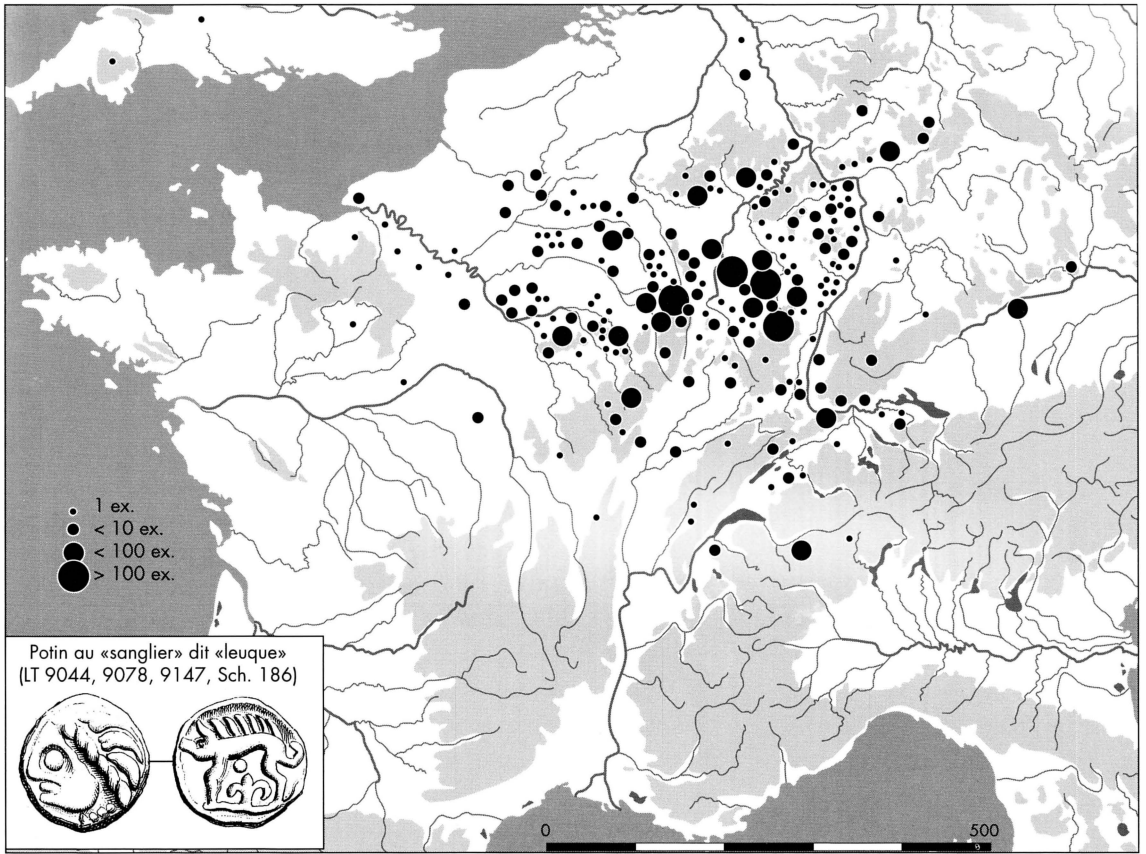 1 ex.
< 10 ex.
< 100 ex.
> 100 ex.
Potin au «sanglier» dit «leuque»
(LT 9044, 9078, 9147, Sch. 186)
0 500